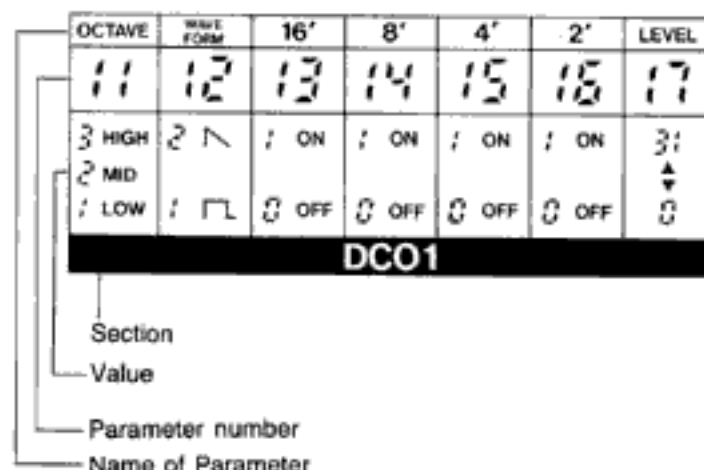 OCTAVE WAVE FORM 16' 8' 4' 2' LEVEL
11 12 13 14 15 16 17
3 HIGH 2 1 ON 1 ON 1 ON 1 ON 31
2 MID
1 LOW 1 0 OFF 0 OFF 0 OFF 0 OFF 0
DCO1
Section
Value
Parameter number
Name of Parameter